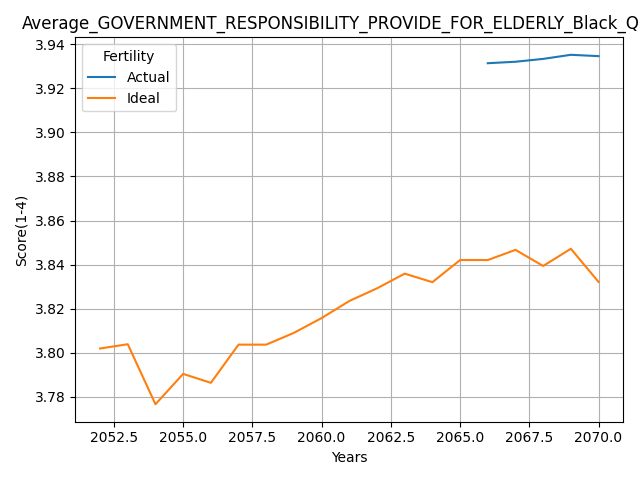 Average_GOVERNMENT_RESPONSIBILITY_PROVIDE_FOR_ELDERLY_Black_Q
3.94
3.92
3.90
3.88
3.86
3.84
3.82
3.80
3.78
Score(1-4)
Fertility
Actual
Ideal
2052.5 2055.0 2057.5 2060.0 2062.5 2065.0 2067.5 2070.0
Years